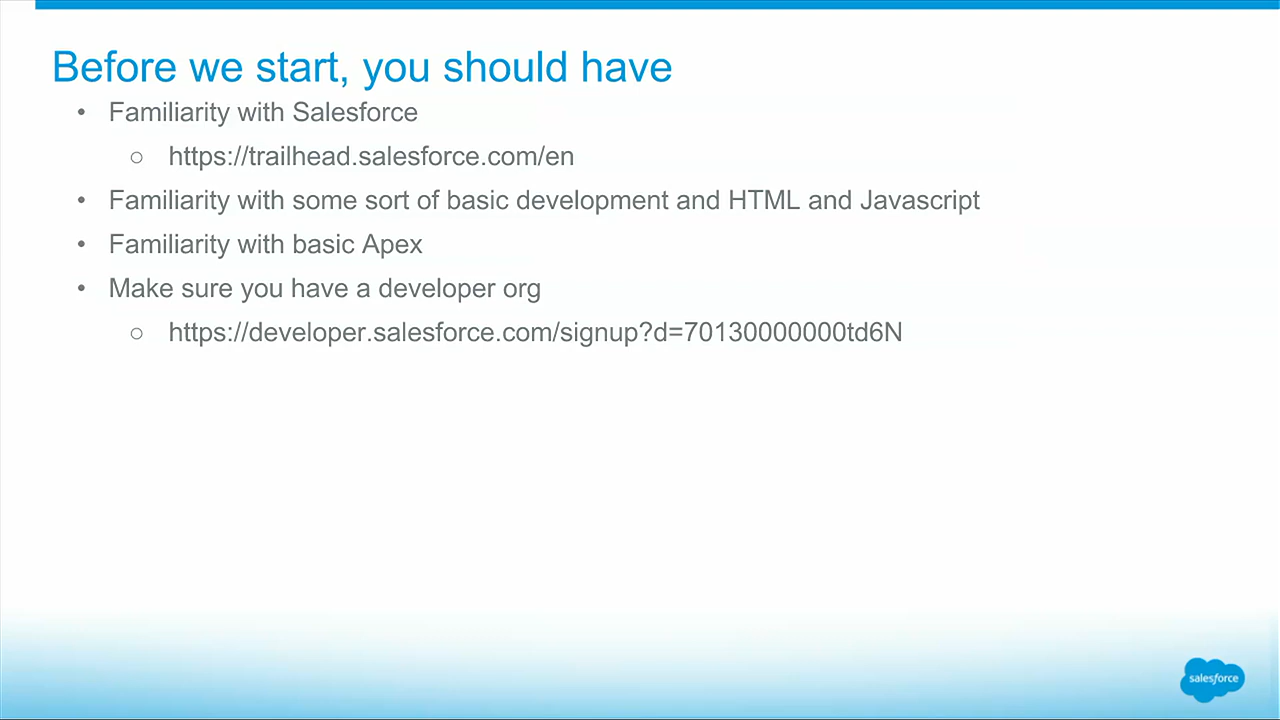 Before we start, you should have
• Familiarity with Salesforce
○ https://trailhead.salesforce.com/en
• Familiarity with some sort of basic development and HTML and Javascript
• Familiarity with basic Apex
• Make sure you have a developer org
○ https://developer.salesforce.com/signup?d=70130000000td6N
salesforce